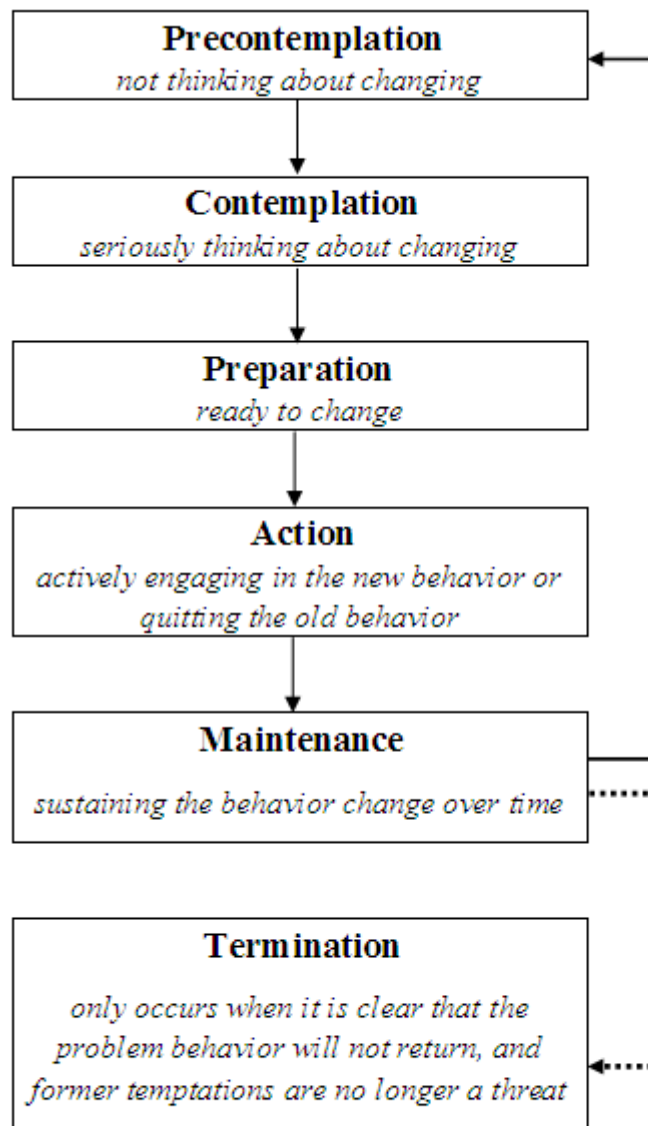 Precontemplation
not thinking about changing
Contemplation
seriously thinking about changing
Preparation
ready to change
Action
actively engaging in the new behavior or
quitting the old behavior
Maintenance
sustaining the behavior change over time
Termination
only occurs when it is clear that the
problem behavior will not return, and
former temptations are no longer a threat